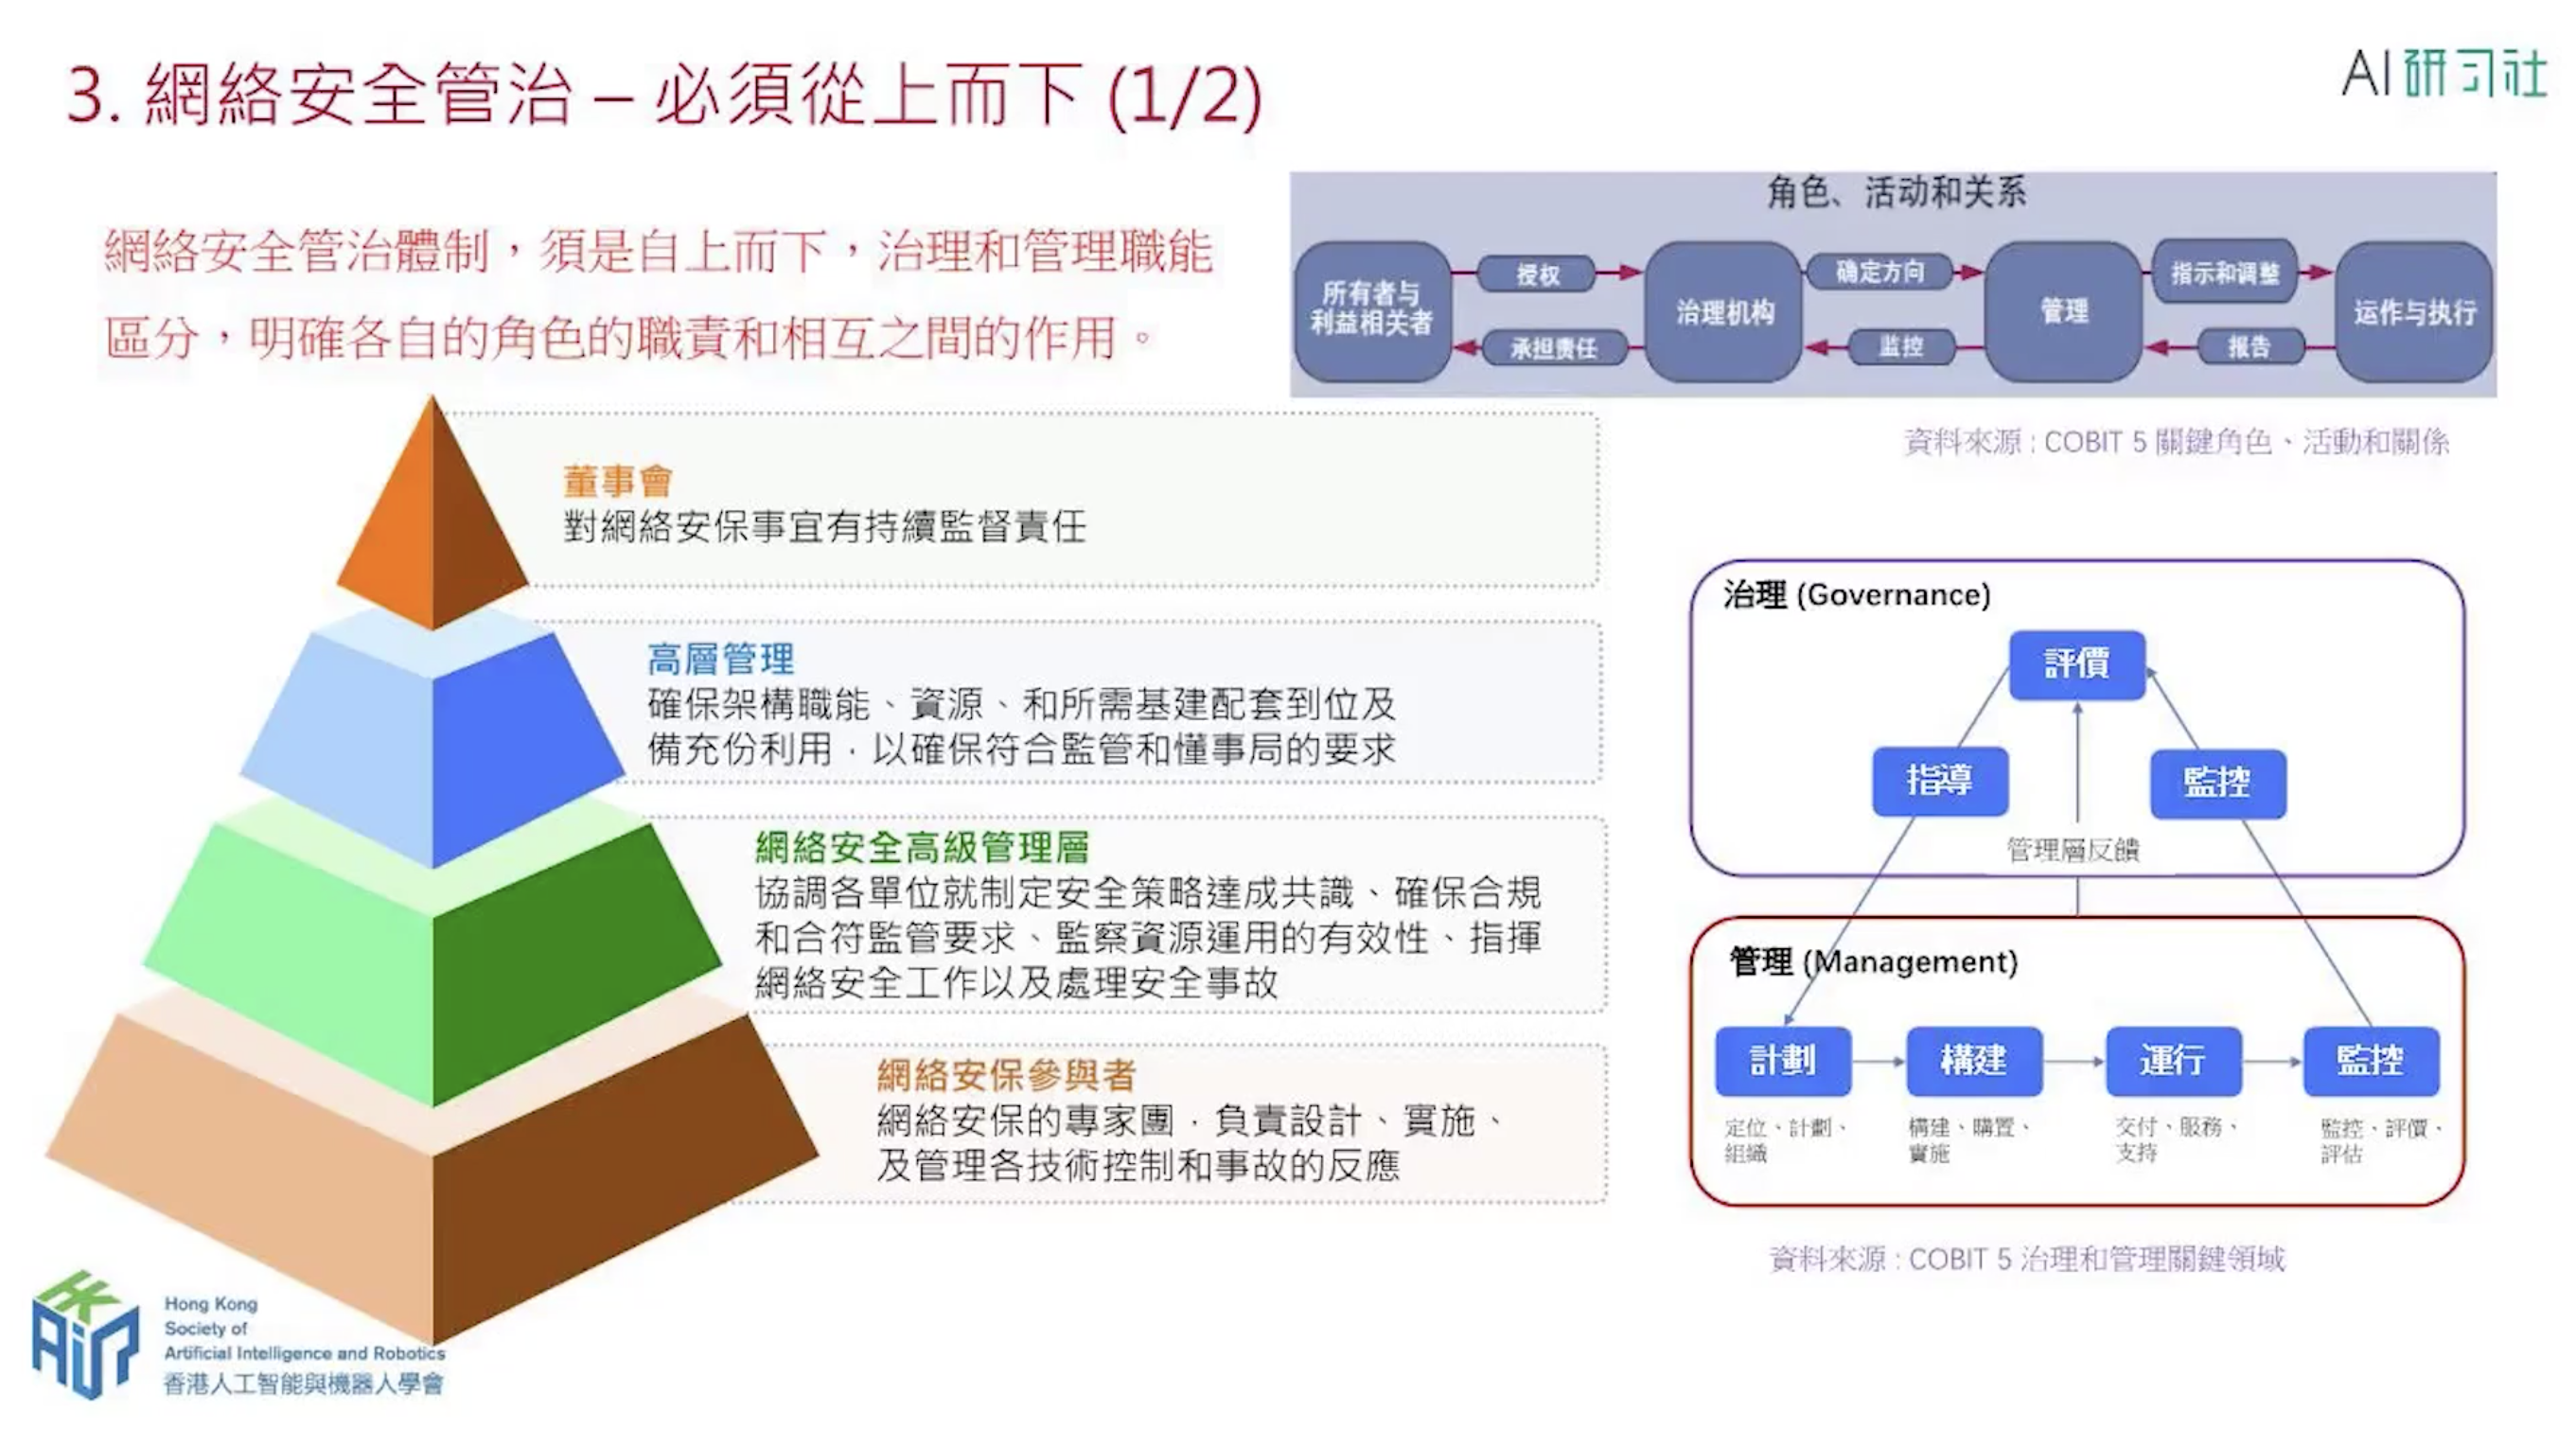 3. 網絡安全管治 – 必須從上而下 (1/2)
AI研习社
網絡安全管治體制，須是自上而下，治理和管理職能
區分，明確各自的角色的職責和相互之間的作用。
角色、活动和关系
所有者与
利益相关者
授权
承担责任
治理机构
确定方向
监控
管理
指示和调整
报告
运作与执行
資料來源 : COBIT 5 關鍵角色、活動和關係
董事會
對網絡安保事宜有持續監督責任
高層管理
確保架構職能、資源、和所需基建配套到位及
備充份利用，以確保符合監管和懂事局的要求
網絡安全高級管理層
協調各單位就制定安全策略達成共識、確保合規
和合符監管要求、監察資源運用的有效性、指揮
網絡安全工作以及處理安全事故
網絡安保參與者
網絡安保的專家團，負責設計、實施、
及管理各技術控制和事故的反應
治理 (Governance)
評價
指導
監控
管理層反饋
管理 (Management)
計劃
構建
運行
監控
定位、計劃、
組織
構建、購置、
實施
交付、服務、
支持
監控、評價、
評估
資料來源 : COBIT 5 治理和管理關鍵領域
HK
AiR
Hong Kong
Society of
Artificial Intelligence and Robotics
香港人工智能與機器人學會